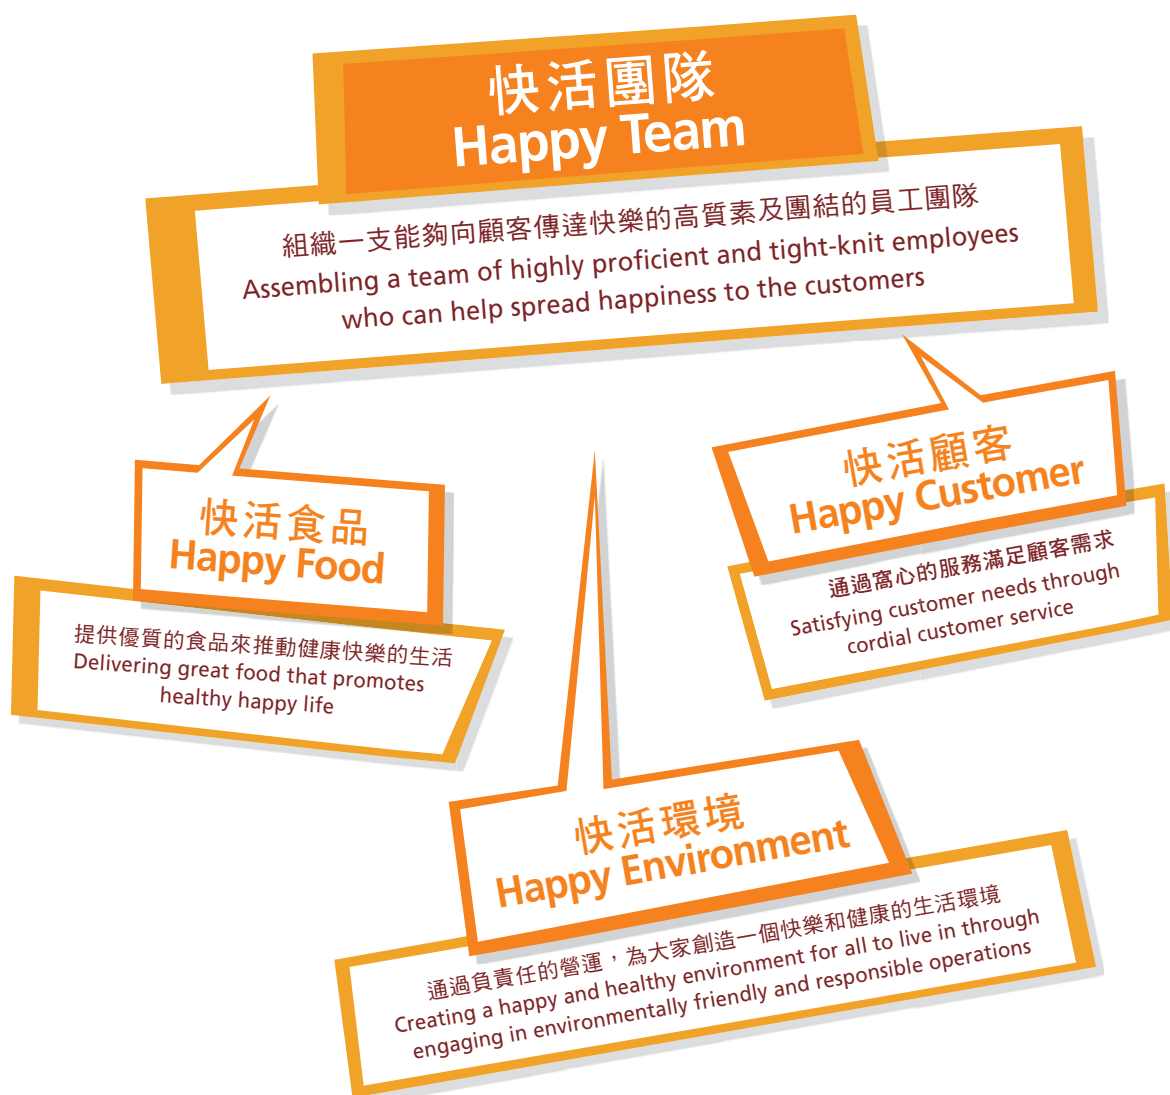 快活團隊
Happy Team
組織一支能夠向顧客傳達快樂的高質素及團結的員工團隊
Assembling a team of highly proficient and tight-knit employees
who can help spread happiness to the customers
快活食品
Happy Food
提供優質的食品來推動健康快樂的生活
Delivering great food that promotes
healthy happy life
快活顧客
Happy Customer
通過窩心的服務滿足顧客需求
Satisfying customer needs through
cordial customer service
快活環境
Happy Environment
通過負責任的營運，為大家創造一個快樂和健康的生活環境
Creating a happy and healthy environment for all to live in through
engaging in environmentally friendly and responsible operations